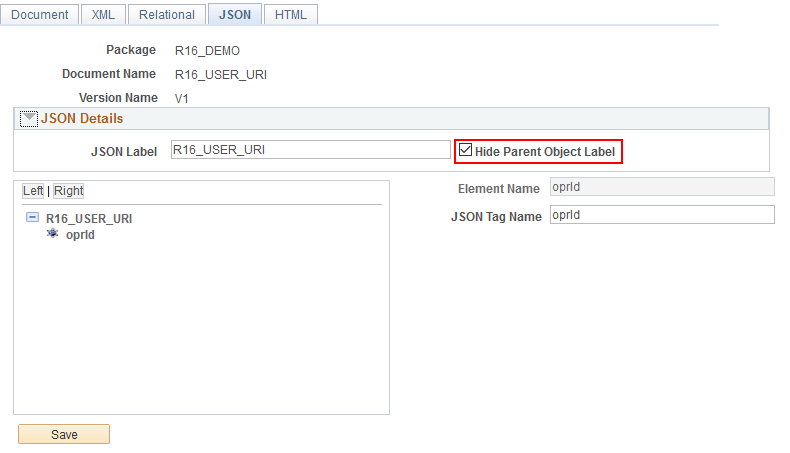 Document XML Relational JSON HTML
Package R16_DEMO
Document Name R16_USER_URI
Version Name V1
JSON Details
JSON Label R16_USER_URI Hide Parent Object Label
Left | Right
R16_USER_URI
oprId
Element Name oprId
JSON Tag Name oprId
Save